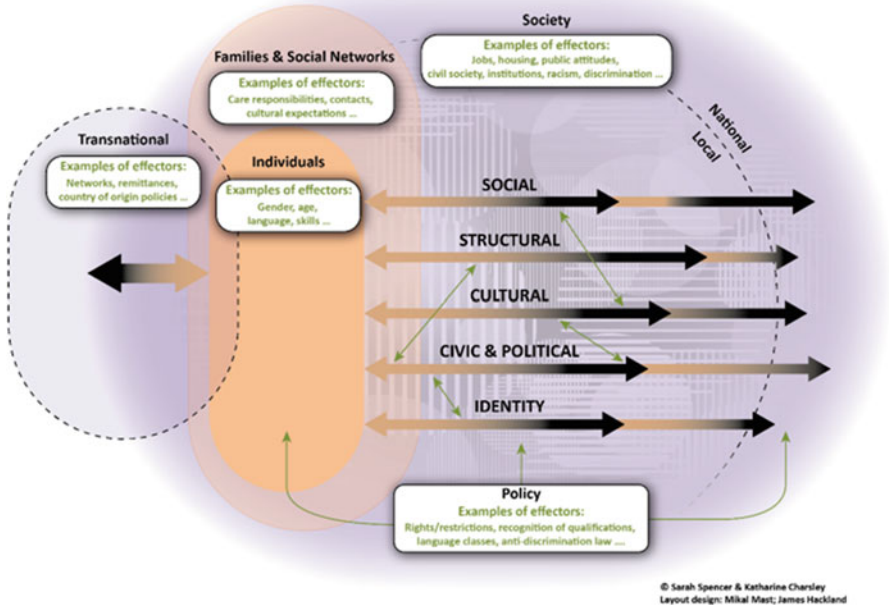 Society
Examples of effectors:
Jobs, housing, public attitudes,
civil society, institutions, racism, discrimination ...
Families & Social Networks
Examples of effectors:
Care responsibilities, contacts,
cultural expectations ...
National
Local
Transnational
Examples of effectors:
Networks, remittances,
country of origin policies ...
Individuals
Examples of effectors:
Gender, age,
language, skills ...
SOCIAL
STRUCTURAL
CULTURAL
CIVIC & POLITICAL
IDENTITY
Policy
Examples of effectors:
Rights/restrictions, recognition of qualifications,
language classes, anti-discrimination law ....
© Sarah Spencer & Katharine Charsley
Layout design: Mikal Mast; James Hackland